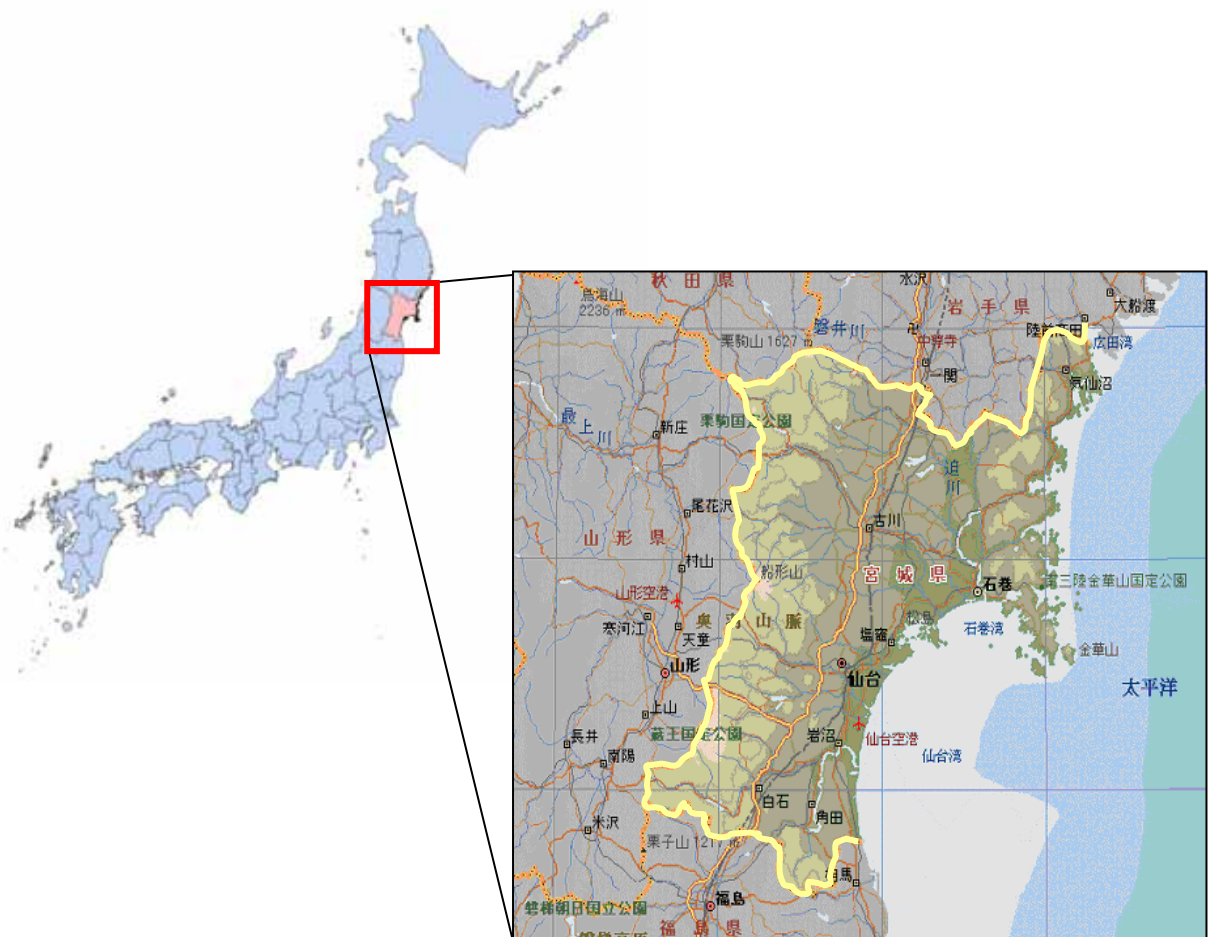 秋田県
水沢
大船渡
鳥海山
2236 m
岩手県
磐井川
陸前高田
広田湾
栗駒山 1627 m
中尊寺
一関
気仙沼
最上川
新庄
栗駒国定公園
迫川
尾花沢
古川
山形県
村山
船形山
宮城県
石巻
南三陸金華山国定公園
山形空港
寒河江
天童
奥羽山脈
松島
石巻湾
塩竈
金華山
山形
仙台
太平洋
上山
蔵王国定公園
岩沼
仙台空港
仙台湾
長井
南陽
白石
角田
米沢
栗子山 1217 m
相馬
福島
磐梯朝日国立公園
福島県